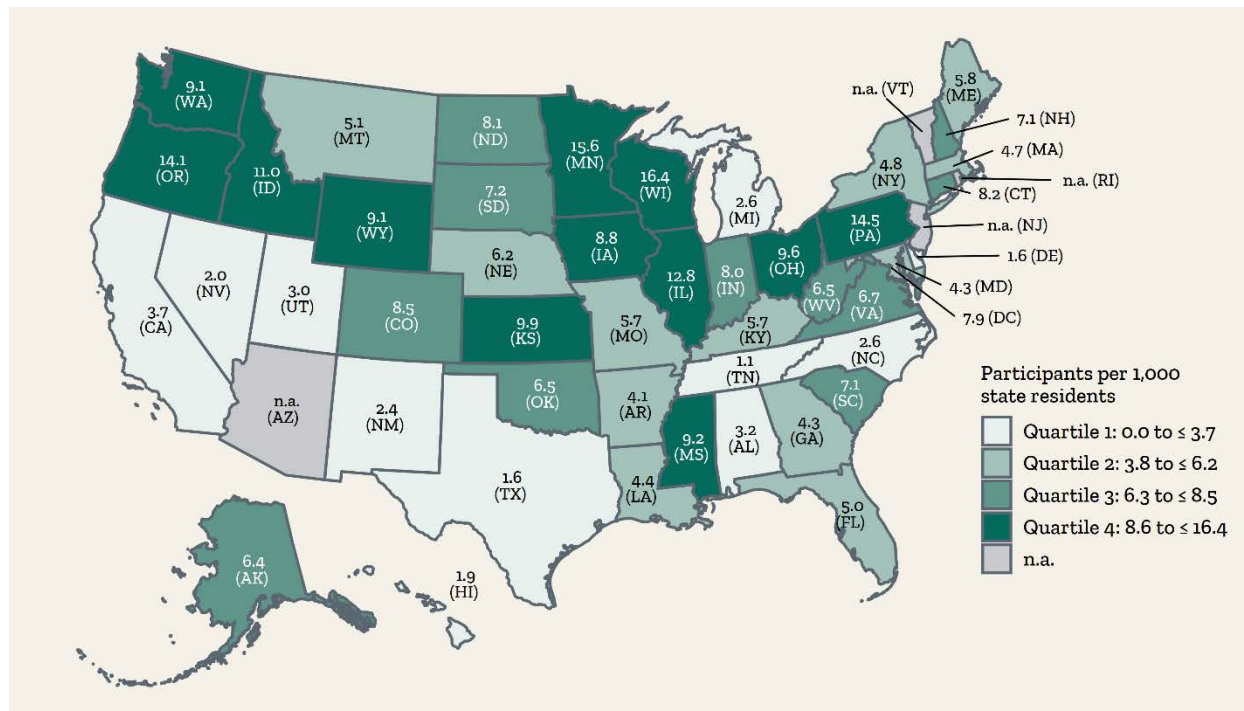 9.1
(WA)
14.1
(OR)
11.0
(ID)
5.1
(MT)
9.1
(WY)
8.1
(ND)
7.2
(SD)
6.2
(NE)
15.6
(MN)
16.4
(WI)
8.8
(IA)
12.8
(IL)
2.6
(MI)
8.0
(IN)
9.6
(OH)
14.5
(PA)
4.8
(NY)
n.a. (VT)
5.8
(ME)
7.1 (NH)
4.7 (MA)
n.a. (RI)
8.2 (CT)
n.a. (NJ)
1.6 (DE)
4.3 (MD)
7.9 (DC)
6.5
(WV)
6.7
(VA)
3.7
(CA)
2.0
(NV)
3.0
(UT)
8.5
(CO)
9.9
(KS)
5.7
(MO)
5.7
(KY)
1.1
(TN)
2.6
(NC)
7.1
(SC)
n.a.
(AZ)
2.4
(NM)
6.5
(OK)
4.1
(AR)
1.6
(TX)
4.4
(LA)
9.2
(MS)
3.2
(AL)
4.3
(GA)
5.0
(FL)
6.4
(AK)
1.9
(HI)
Participants per 1,000
state residents
Quartile 1: 0.0 to ≤ 3.7
Quartile 2: 3.8 to ≤ 6.2
Quartile 3: 6.3 to ≤ 8.5
Quartile 4: 8.6 to ≤ 16.4
n.a.